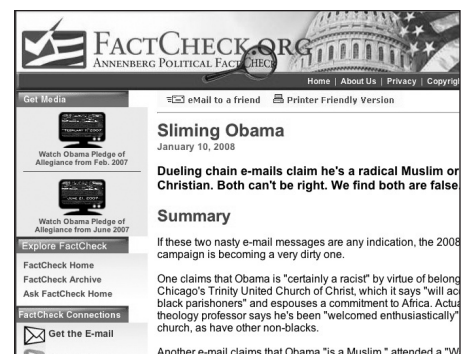 FACTCHECK.ORG
ANNENBERG POLITICAL FACT CHECK
Home | About Us | Privacy | Copyrig
Get Media
Watch Obama Pledge of
Allegiance from Feb. 2007
Watch Obama Pledge of
Allegiance from June 2007
Explore FactCheck
FactCheck Home
FactCheck Archive
Ask FactCheck Home
FactCheck Connections
Get the E-mail
eMail to a friend Printer Friendly Version
Sliming Obama
January 10, 2008
Dueling chain e-mails claim he's a radical Muslim or
Christian. Both can't be right. We find both are false.
Summary
If these two nasty e-mail messages are any indication, the 2008
campaign is becoming a very dirty one.
One claims that Obama is "certainly a racist" by virtue of belong
Chicago's Trinity United Church of Christ, which it says "will ac
black parishoners" and espouses a commitment to Africa. Actua
theology professor says he's been "welcomed enthusiastically"
church, as have other non-blacks.
Another e-mail claims that Obama "is a Muslim," attended a "W